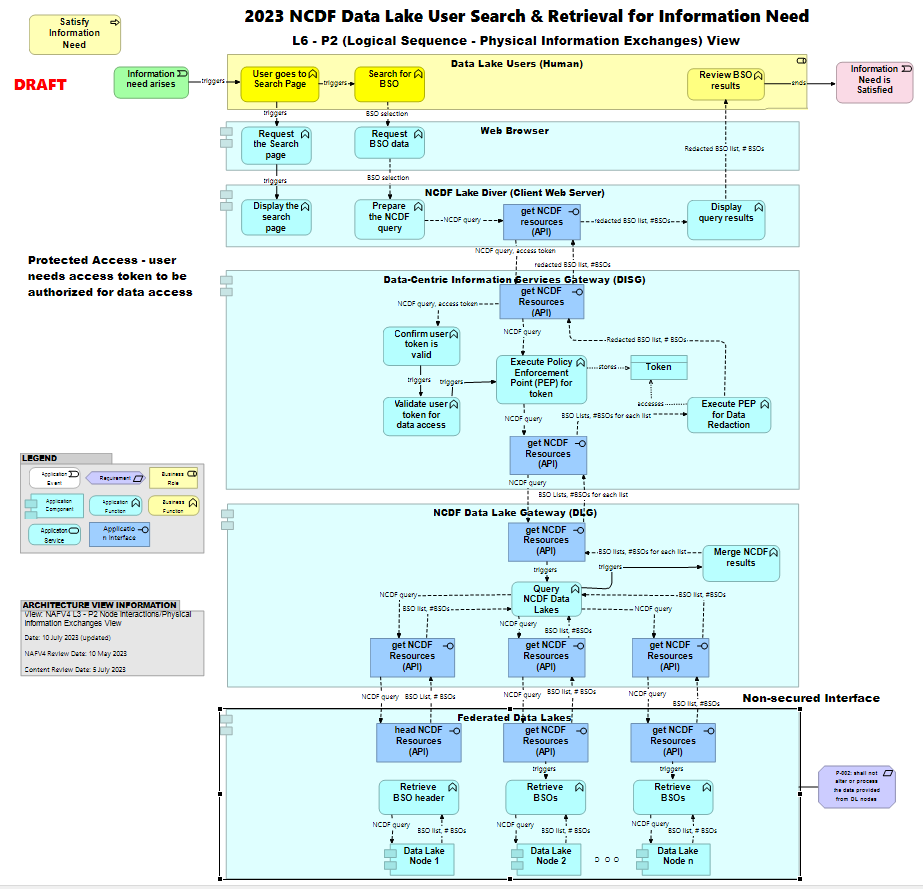 2023 NCDF Data Lake User Search & Retrieval for Information Need
L6 - P2 (Logical Sequence - Physical Information Exchanges) View
Satisfy
Information
Need
DRAFT
Information
need arises
triggers
Data Lake Users (Human)
User goes to
Search Page
triggers
Search for
BSO
Review BSO
results
ends
Information
Need is
Satisfied
triggers
BSO selection
Web Browser
Request
the Search
page
Request
BSO data
Redacted BSO list, # BSOs
triggers
BSO selection
NCDF Lake Diver (Client Web Server)
Display the
search
page
Prepare
the NCDF
query
NCDF query
get NCDF
resources
(API)
redacted BSO list, #BSOs
Display
query results
NCDF query, access token
redacted BSO list, #BSOs
Protected Access - user
needs access token to be
authorized for data access
Data-Centric Information Services Gateway (DISG)
get NCDF
Resources
(API)
NCDF query, access token
NCDF query
Confirm user
token is
valid
Redacted BSO list, # BSOs
Execute Policy
Enforcement
Point (PEP) for
token
stores
Token
triggers
triggers
Validate user
token for
data access
accesses
Execute PEP
for Data
Redaction
NCDF query
BSO Lists, #BSOs for each list
get NCDF
Resources
(API)
NCDF query
BSO Lists, #BSOs for each list
LEGEND
Application
Event
Requirement
Business
Role
Application
Component
Application
Function
Business
Function
Application
Service
Applicatio
n Interface
NCDF Data Lake Gateway (DLG)
get NCDF
Resources
(API)
BSO lists, #BSOs for each list
Merge NCDF
results
triggers
triggers
Query
NCDF Data
Lakes
NCDF query
BSO list, #BSOs
BSO list, #BSOs
NCDF query
NCDF query
BSO list, #BSOs
get NCDF
Resources
(API)
get NCDF
Resources
(API)
get NCDF
Resources
(API)
ARCHITECTURE VIEW INFORMATION
View: NAFV4 L3 - P2 Node Interactions/Physical
Information Exchanges View
Date: 10 July 2023 (updated)
NAFV4 Review Date: 10 May 2023
Content Review Date: 5 July 2023
NCDF query
BSO List, # BSOs
NCDF query
BSO list, # BSOs
NCDF query
BSO list, #BSOs
Non-secured Interface
Federated Data Lakes
head NCDF
Resources
(API)
get NCDF
Resources
(API)
get NCDF
Resources
(API)
triggers
triggers
Retrieve
BSO header
Retrieve
BSOs
Retrieve
BSOs
P-002: shall not
alter or process
the data provided
from DL nodes
NCDF query
BSO list, # BSOs
NCDF query
BSO list, # BSOs
NCDF query
BSO list, # BSOs
Data Lake
Node 1
Data Lake
Node 2
o o o
Data Lake
Node n